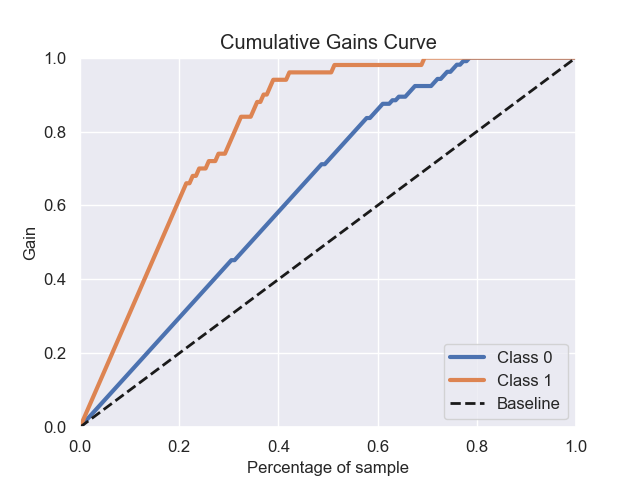 Cumulative Gains Curve
1.0
0.8
0.6
0.4
0.2
0.0
Gain
0.0 0.2 0.4 0.6 0.8 1.0
Percentage of sample
Class 0
Class 1
Baseline